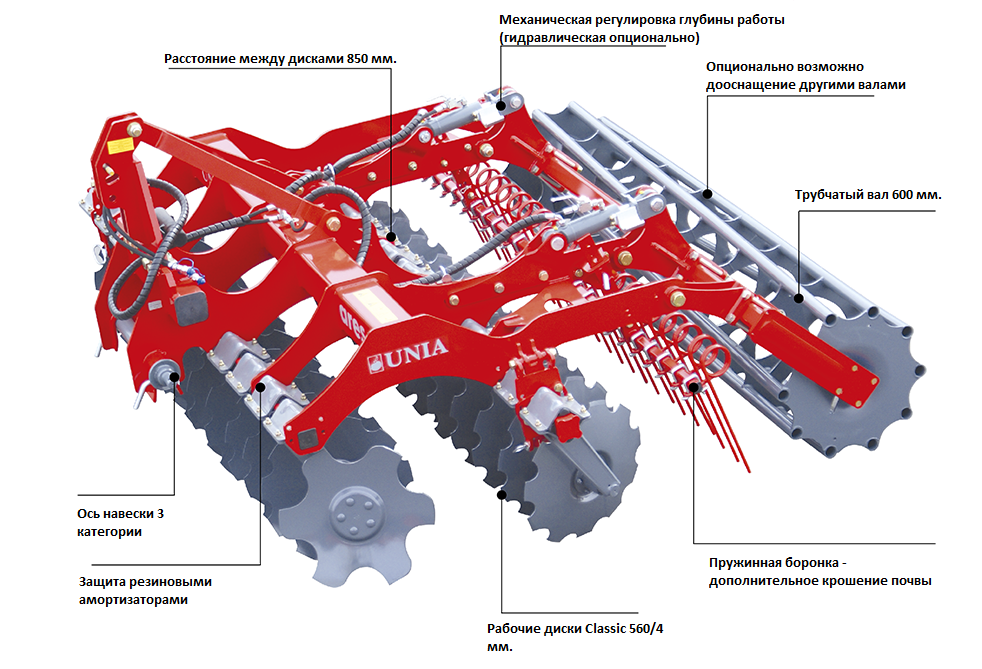 Механическая регулировка глубины работы
(гидравлическая опционально)
Расстояние между дисками 850 мм.
Опционально возможно
дооснащение другими валами
Трубчатый вал 600 мм.
ares
UNIA
Ось навески 3
категории
Защита резиновыми
амортизаторами
Пружинная боронка -
дополнительное крошение почвы
Рабочие диски Classic 560/4
мм.